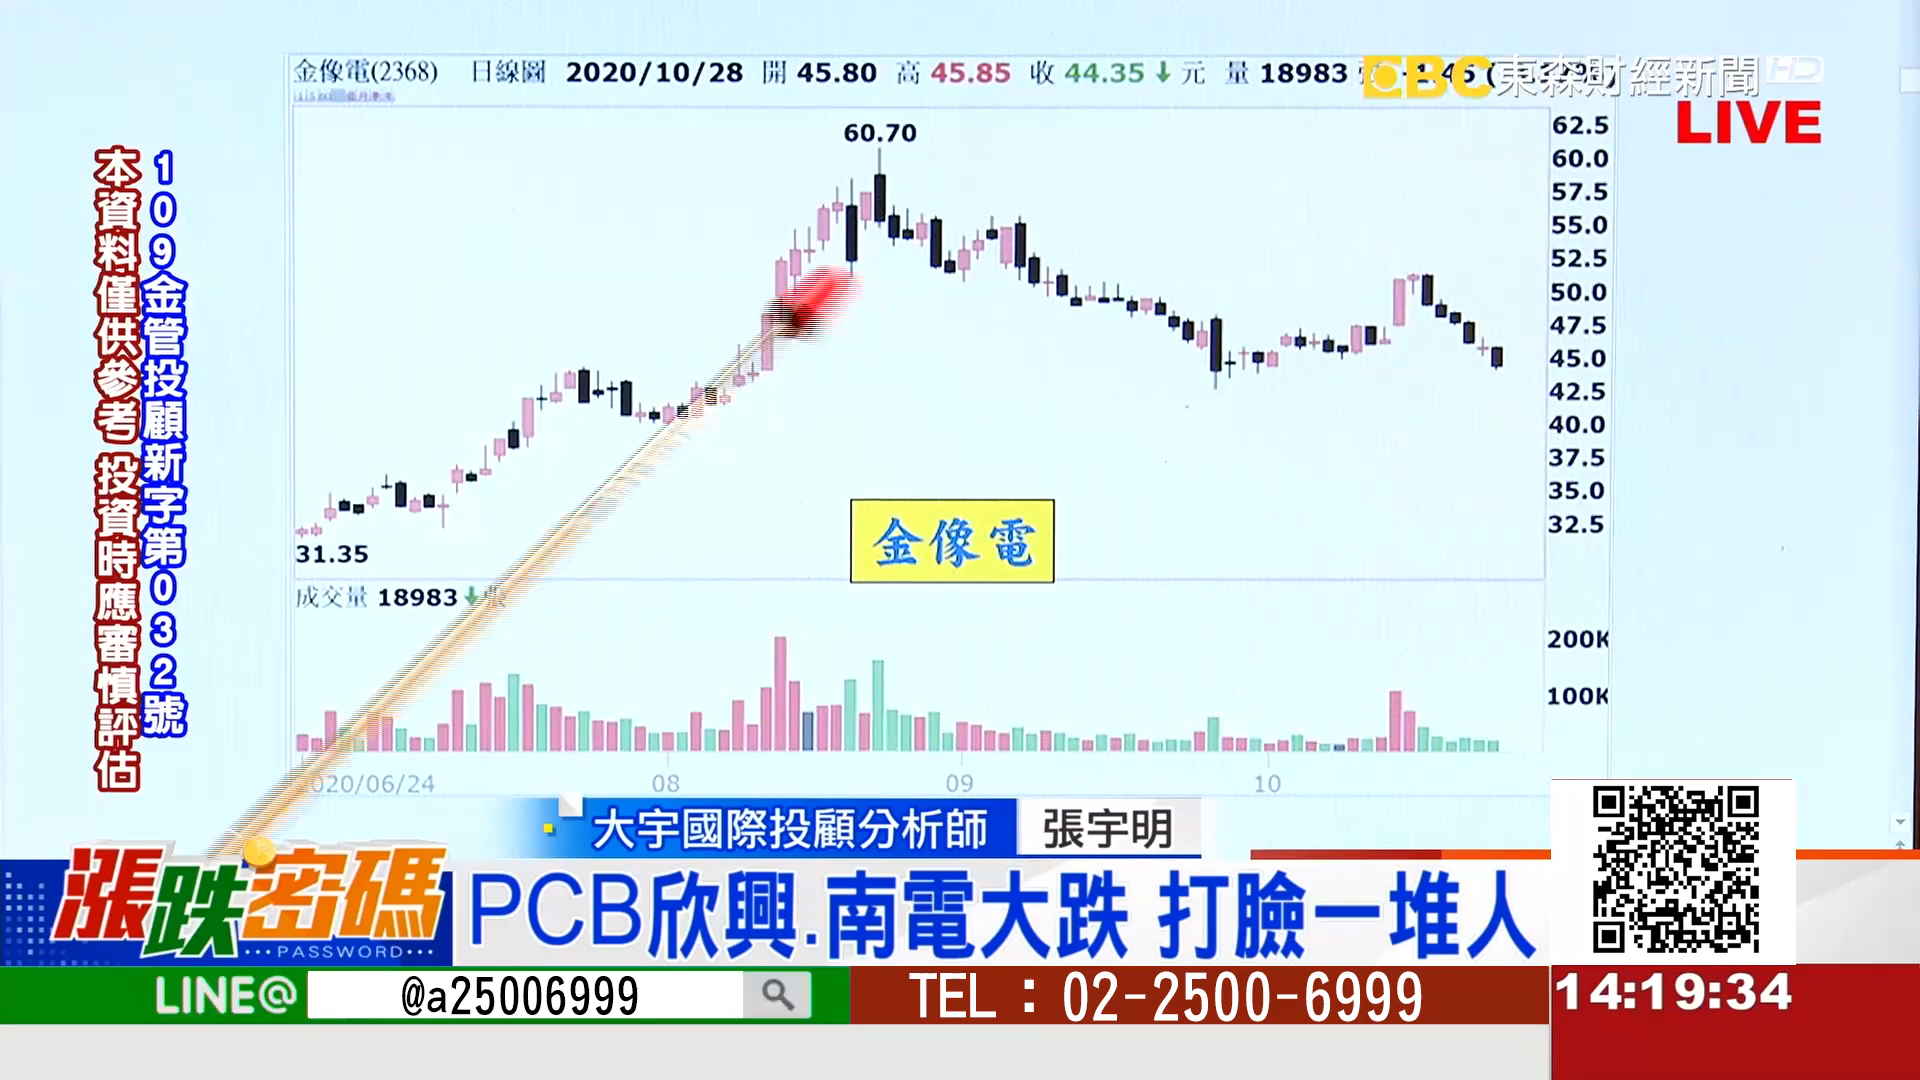 金像電(2368) 日線圖 2020/10/28 開 45.80 高 45.85 收 44.35↓ 元 量 18983
EBC東森財經新聞 HD
LIVE
60.70
62.5
60.0
57.5
55.0
52.5
50.0
47.5
45.0
42.5
40.0
37.5
35.0
32.5
31.35
金像電
成交量 18983↓
200K
100K
2020/06/24 08 09 10
109金管投顧新字第032號
本資料僅供參考 投資時應審慎評估
大宇國際投顧分析師 張宇明
漲跌密碼
PASSWORD
PCB欣興.南電大跌 打臉一堆人
LINE@ @a25006999 TEL：02-2500-6999
14:19:34